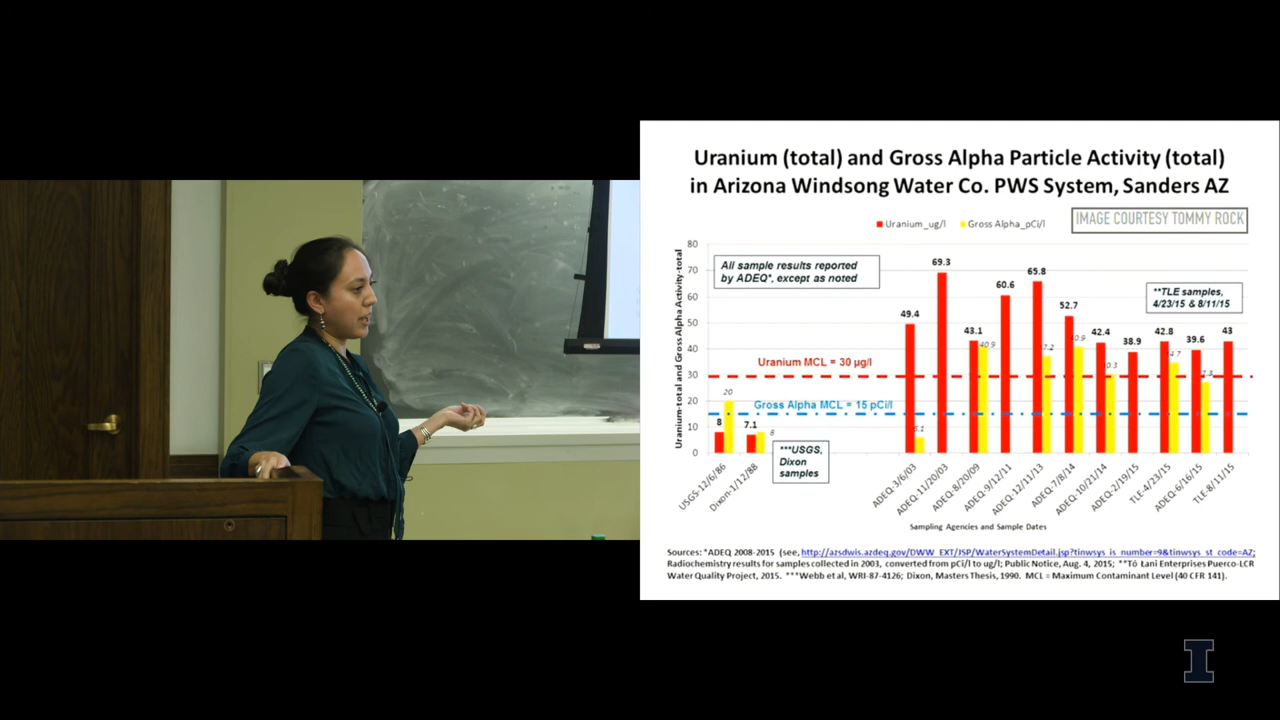 Uranium (total) and Gross Alpha Particle Activity (total)
in Arizona Windsong Water Co. PWS System, Sanders AZ
IMAGE COURTESY TOMMY ROCK
Uranium_ug/l
Gross Alpha_pCi/l
Uranium-total and Gross Alpha Activity-total
80
70
60
50
40
30
20
10
0
All sample results reported
by ADEQ*, except as noted
**TLE samples,
4/23/15 & 8/11/15
Uranium MCL = 30 µg/l
Gross Alpha MCL = 15 pCi/l
***USGS,
Dixon
samples
8
20
7.1
8
49.4
69.3
43.1
40.9
60.6
65.8
52.7
42.4
38.9
42.8
39.6
43
USGS-12/6/86
Dixon-1/12/88
ADEQ-3/6/03
ADEQ-11/20/03
ADEQ-8/20/09
ADEQ-9/12/11
ADEQ-12/11/13
ADEQ-7/8/14
ADEQ-10/21/14
ADEQ-2/19/15
TLE-4/23/15
ADEQ-6/16/15
TLE-8/11/15
Sampling Agencies and Sample Dates
Sources: *ADEQ 2008-2015 (see, http://azsdwis.azdeq.gov/DWW_EXT/JSP/WaterSystemDetail.jsp?tinwsys_is_number=9&tinwsys_st_code=AZ;
Radiochemistry results for samples collected in 2003, converted from pCi/l to ug/l; Public Notice, Aug. 4, 2015; **Tó Łani Enterprises Puerco-LCR
Water Quality Project, 2015. ***Webb et al, WRI-87-4126; Dixon, Masters Thesis, 1990. MCL = Maximum Contaminant Level (40 CFR 141).
I